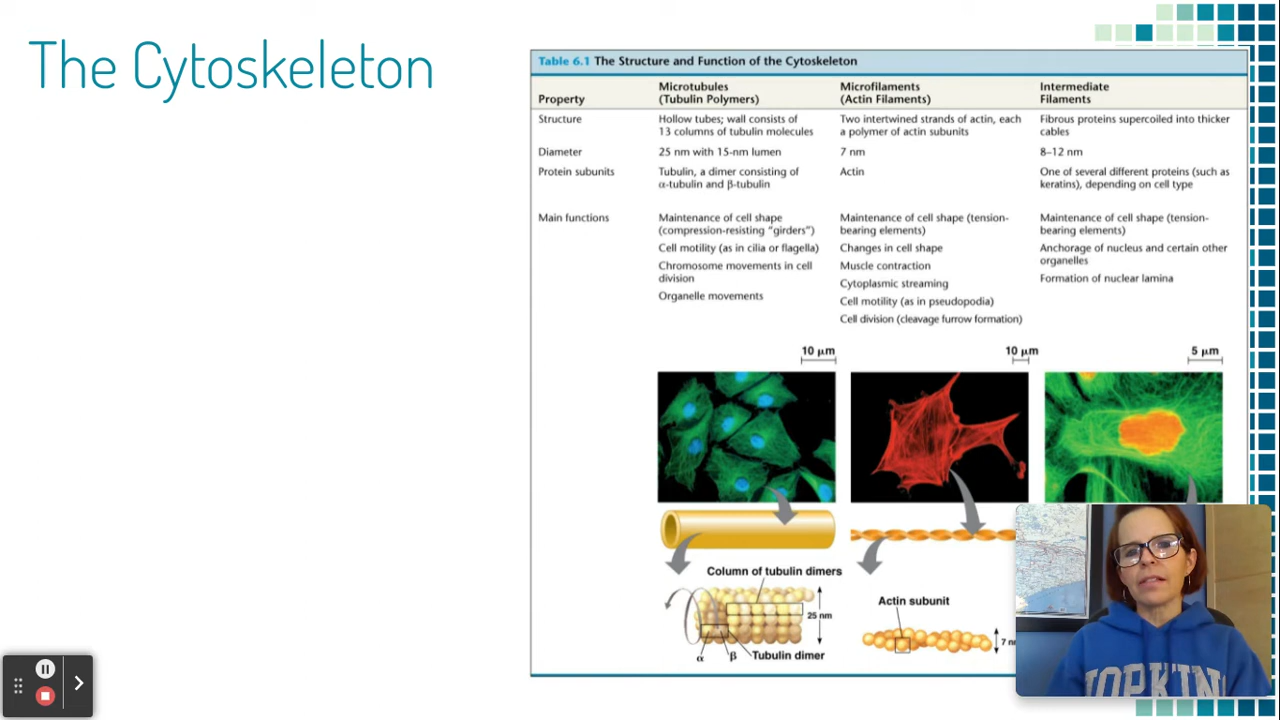 The Cytoskeleton
Table 6.1 The Structure and Function of the Cytoskeleton
Property
Microtubules
(Tubulin Polymers)
Microfilaments
(Actin Filaments)
Intermediate
Filaments
Structure
Hollow tubes; wall consists of
13 columns of tubulin molecules
Two intertwined strands of actin, each
a polymer of actin subunits
Fibrous proteins supercoiled into thicker
cables
Diameter
25 nm with 15-nm lumen
7 nm
8–12 nm
Protein subunits
Tubulin, a dimer consisting of
α-tubulin and β-tubulin
Actin
One of several different proteins (such as
keratins), depending on cell type
Main functions
Maintenance of cell shape
(compression-resisting “girders”)
Cell motility (as in cilia or flagella)
Chromosome movements in cell
division
Organelle movements
Maintenance of cell shape (tension-
bearing elements)
Changes in cell shape
Muscle contraction
Cytoplasmic streaming
Cell motility (as in pseudopodia)
Cell division (cleavage furrow formation)
Maintenance of cell shape (tension-
bearing elements)
Anchorage of nucleus and certain other
organelles
Formation of nuclear lamina
10 μm
10 μm
5 μm
Column of tubulin dimers
25 nm
α
β
Tubulin dimer
Actin subunit
7